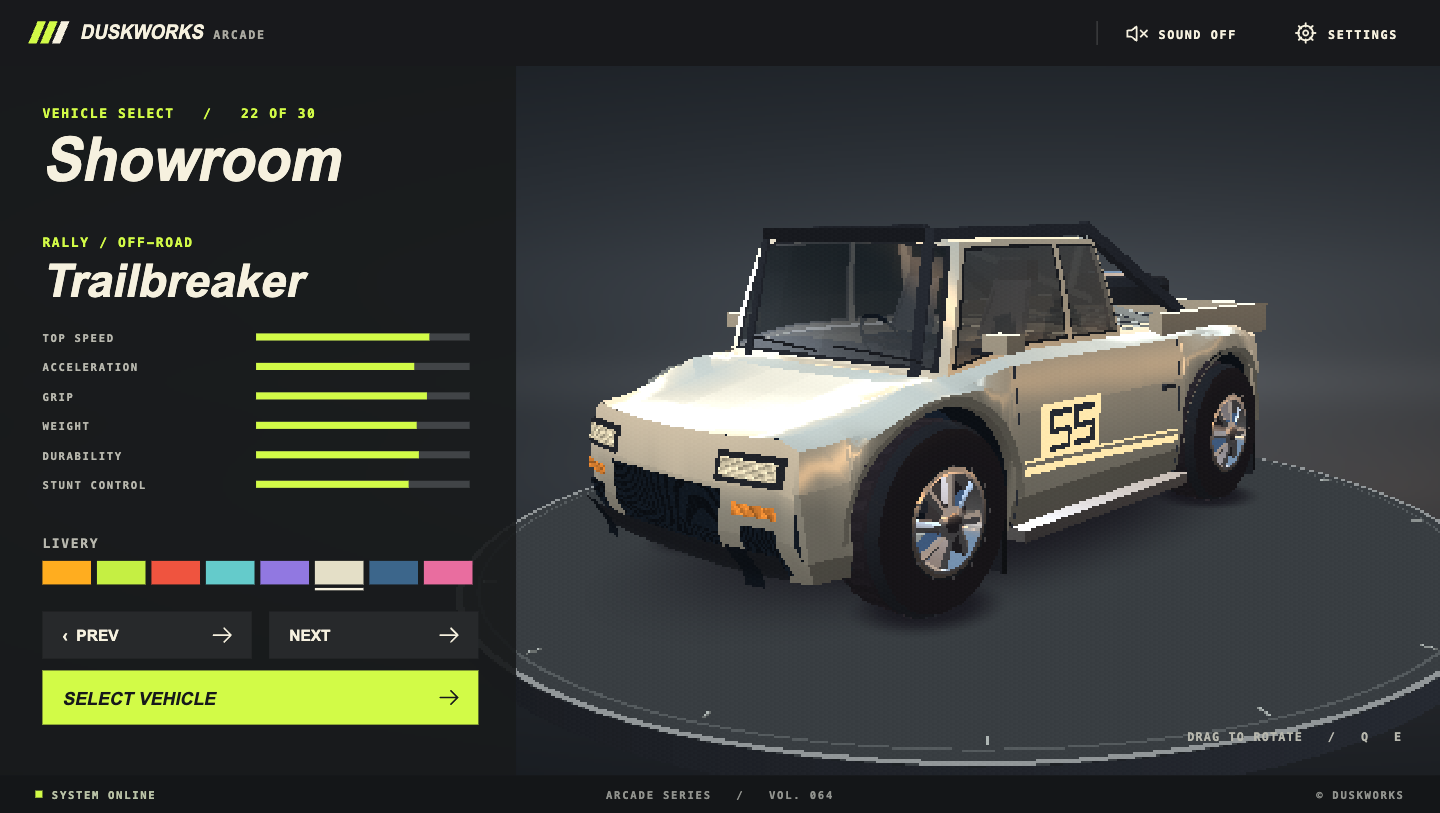 DUSKWORKS ARCADE
SOUND OFF
SETTINGS
VEHICLE SELECT / 22 OF 30
Showroom
RALLY / OFF-ROAD
Trailbreaker
TOP SPEED
ACCELERATION
GRIP
WEIGHT
DURABILITY
STUNT CONTROL
LIVERY
‹ PREV
NEXT
SELECT VEHICLE
55
DRAG TO ROTATE / Q E
SYSTEM ONLINE
ARCADE SERIES / VOL. 064
© DUSKWORKS